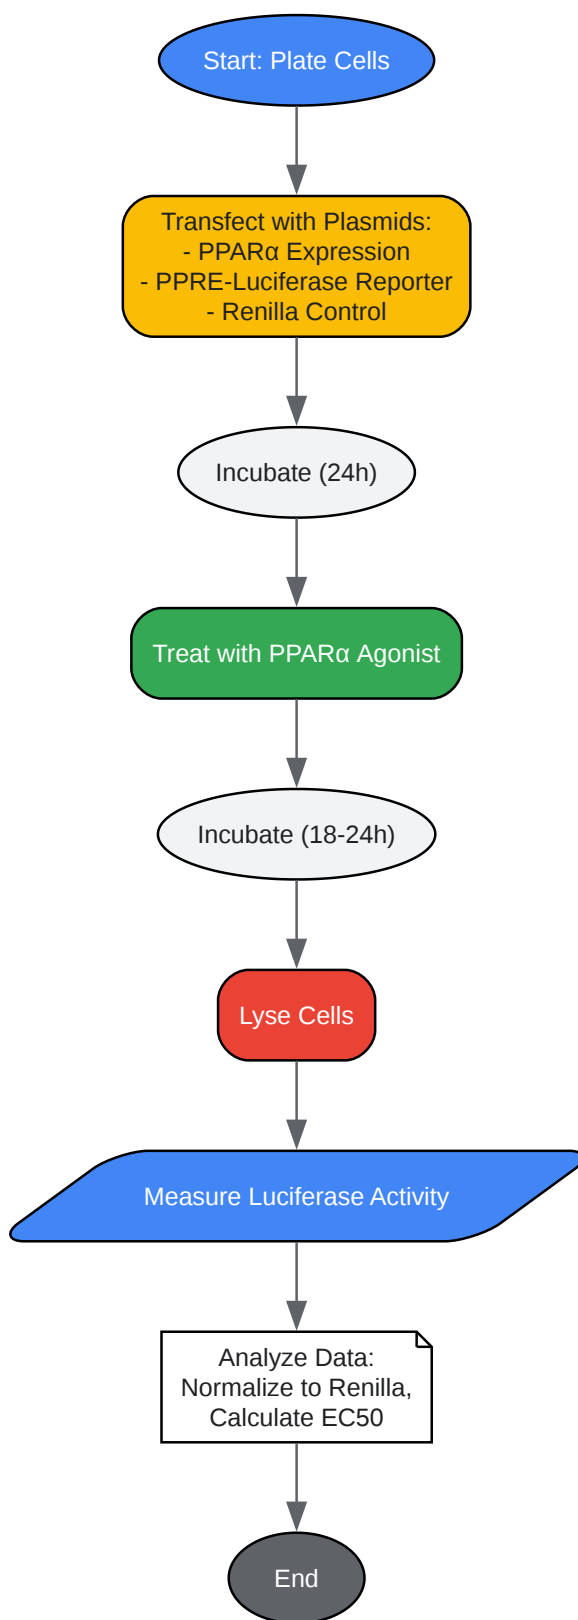 Start: Plate Cells
Transfect with Plasmids:
- PPARα Expression
- PPRE-Luciferase Reporter
- Renilla Control
Incubate (24h)
Treat with PPARα Agonist
Incubate (18-24h)
Lyse Cells
Measure Luciferase Activity
Analyze Data:
Normalize to Renilla,
Calculate EC50
End